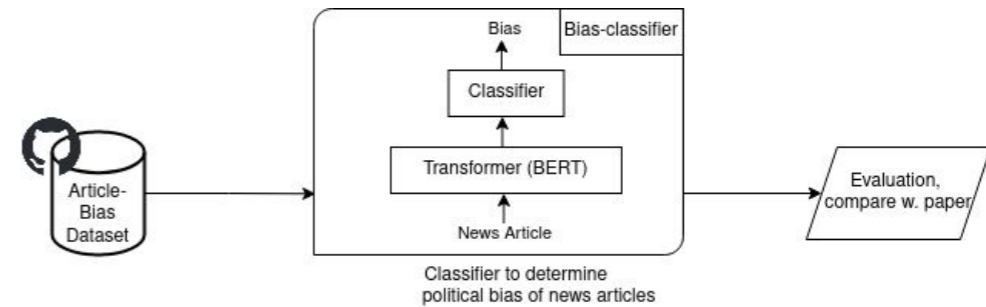 Article-
Bias
Dataset
Bias-classifier
Bias
Classifier
Transformer (BERT)
News Article
Classifier to determine
political bias of news articles
Evaluation,
compare w. paper